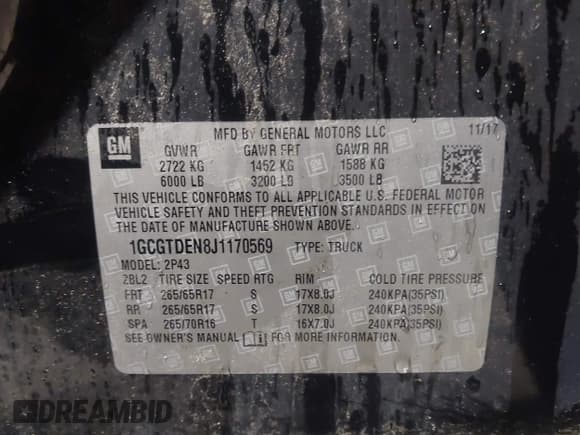 GM
MFD BY GENERAL MOTORS LLC 11/17
GVWR GAWR FRT GAWR RR
2722 KG 1452 KG 1588 KG
6000 LB 3200 LB 3500 LB
THIS VEHICLE CONFORMS TO ALL APPLICABLE U.S. FEDERAL MOTOR
VEHICLE SAFETY AND THEFT PREVENTION STANDARDS IN EFFECT ON
THE DATE OF MANUFACTURE SHOWN ABOVE.
1GCGTDEN8J1170569 TYPE: TRUCK
MODEL: 2P43
2BL2 TIRE SIZE SPEED RTG RIM COLD TIRE PRESSURE
FRT 265/65R17 S 17X8.0J 240KPA(35PSI)
RR 265/65R17 S 17X8.0J 240KPA(35PSI)
SPA 265/70R16 T 16X7.0J 240KPA(35PSI)
SEE OWNER'S MANUAL i FOR MORE INFORMATION.
DREAMBID